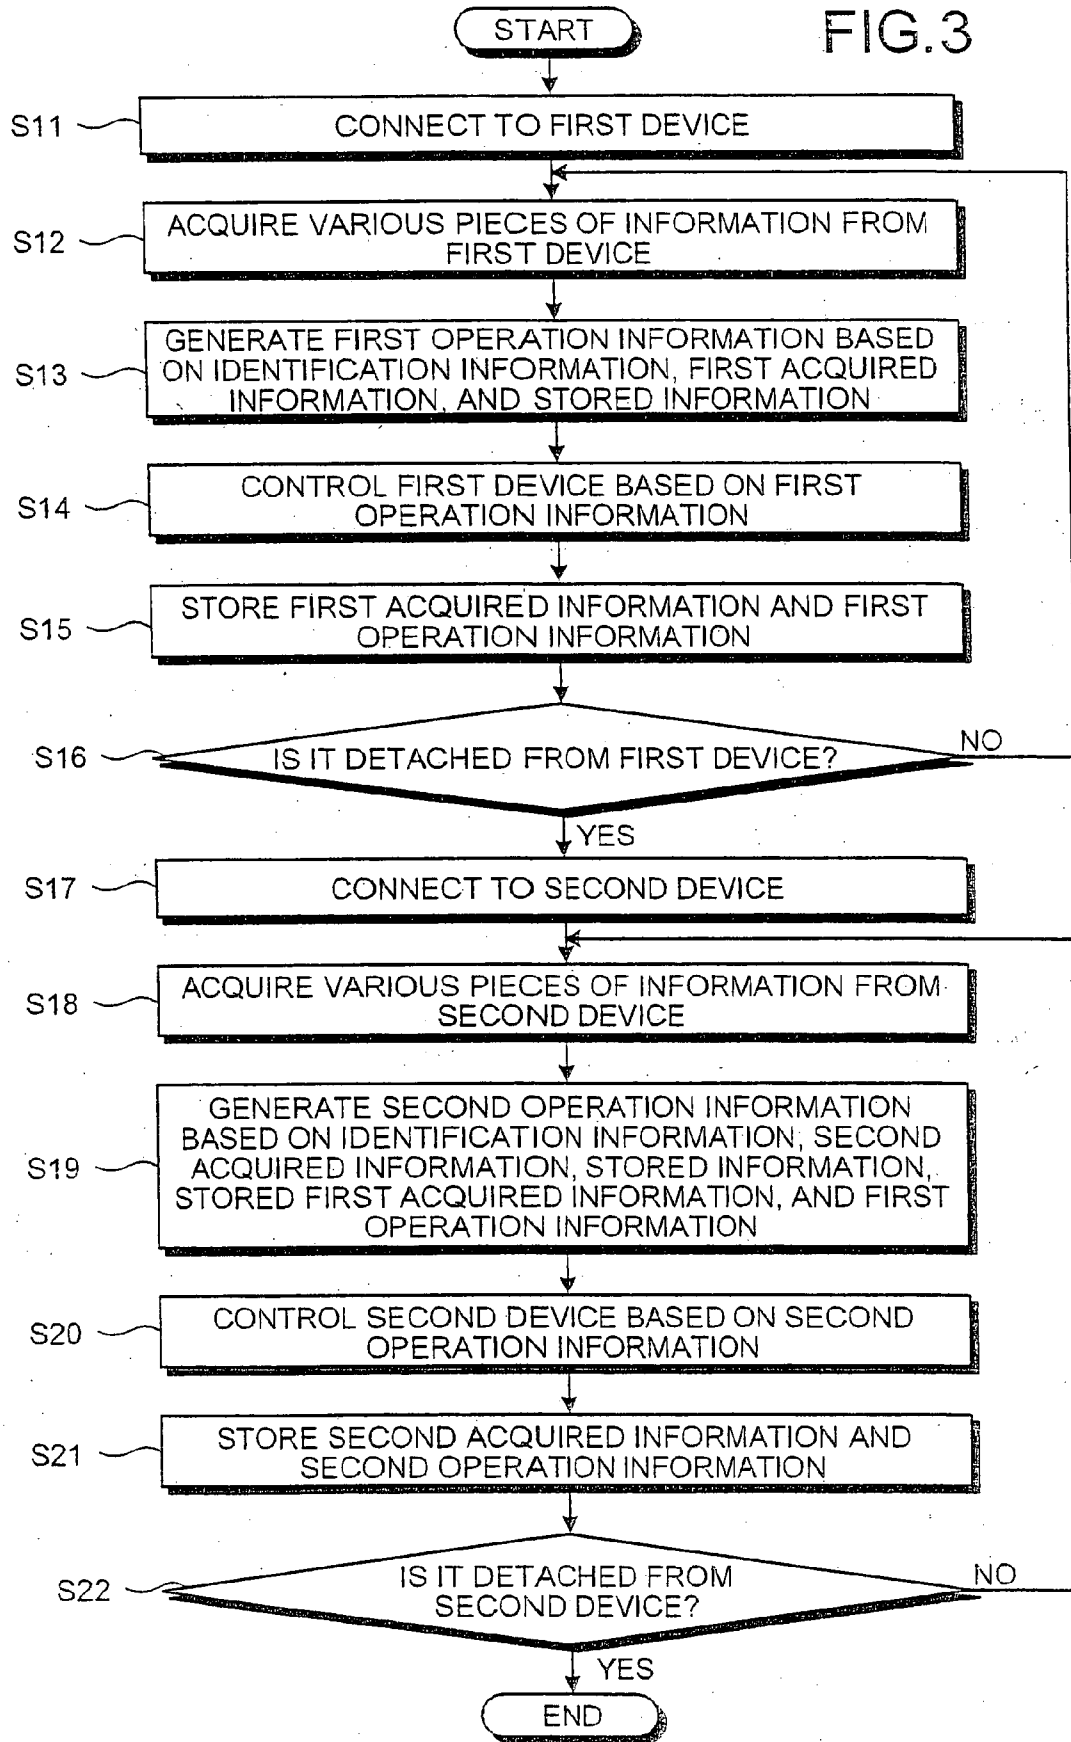 START
FIG.3
S11
CONNECT TO FIRST DEVICE
S12
ACQUIRE VARIOUS PIECES OF INFORMATION FROM
FIRST DEVICE
S13
GENERATE FIRST OPERATION INFORMATION BASED
ON IDENTIFICATION INFORMATION, FIRST ACQUIRED
INFORMATION, AND STORED INFORMATION
S14
CONTROL FIRST DEVICE BASED ON FIRST
OPERATION INFORMATION
S15
STORE FIRST ACQUIRED INFORMATION AND FIRST
OPERATION INFORMATION
S16
IS IT DETACHED FROM FIRST DEVICE?
NO
YES
S17
CONNECT TO SECOND DEVICE
S18
ACQUIRE VARIOUS PIECES OF INFORMATION FROM
SECOND DEVICE
S19
GENERATE SECOND OPERATION INFORMATION
BASED ON IDENTIFICATION INFORMATION, SECOND
ACQUIRED INFORMATION, STORED INFORMATION,
STORED FIRST ACQUIRED INFORMATION, AND FIRST
OPERATION INFORMATION
S20
CONTROL SECOND DEVICE BASED ON SECOND
OPERATION INFORMATION
S21
STORE SECOND ACQUIRED INFORMATION AND
SECOND OPERATION INFORMATION
S22
IS IT DETACHED FROM
SECOND DEVICE?
NO
YES
END